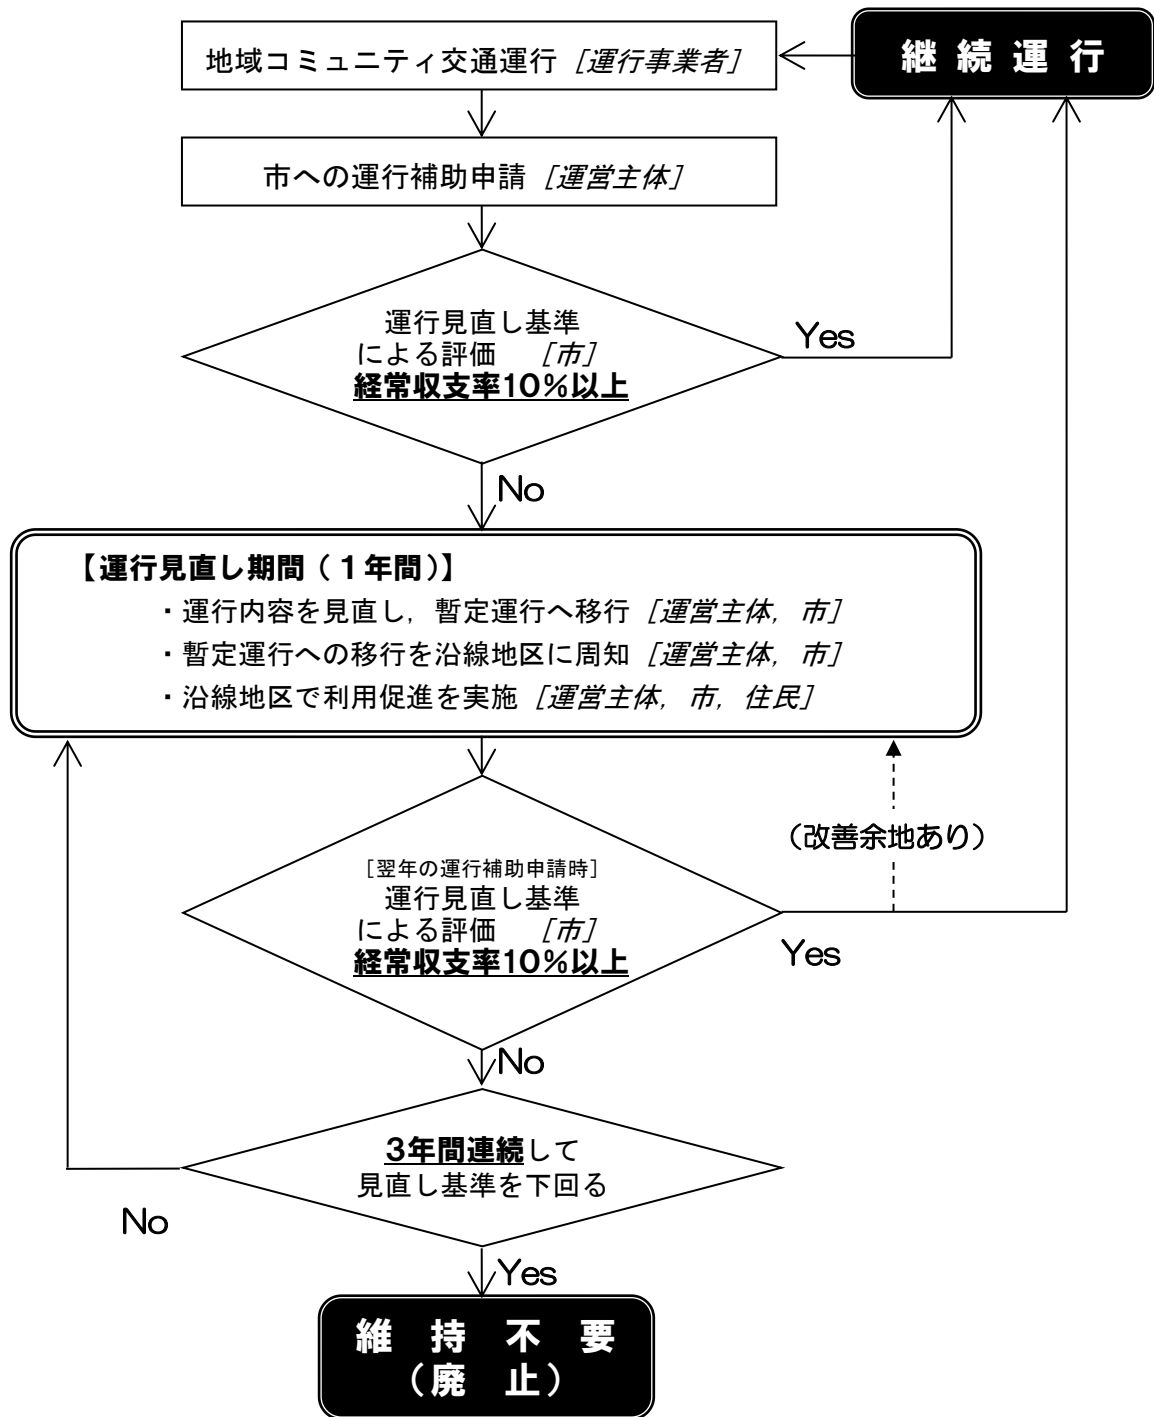 地域コミュニティ交通運行 [運行事業者]
継続運行
市への運行補助申請 [運営主体]
運行見直し基準
による評価 [市]
経常収支率10%以上
Yes
No
【運行見直し期間(1年間)】
・運行内容を見直し,暫定運行へ移行 [運営主体, 市]
・暫定運行への移行を沿線地区に周知 [運営主体, 市]
・沿線地区で利用促進を実施 [運営主体, 市, 住民]
(改善余地あり)
[翌年の運行補助申請時]
運行見直し基準
による評価 [市]
経常収支率10%以上
Yes
No
3年間連続して
見直し基準を下回る
No
Yes
維持不要
(廃止)